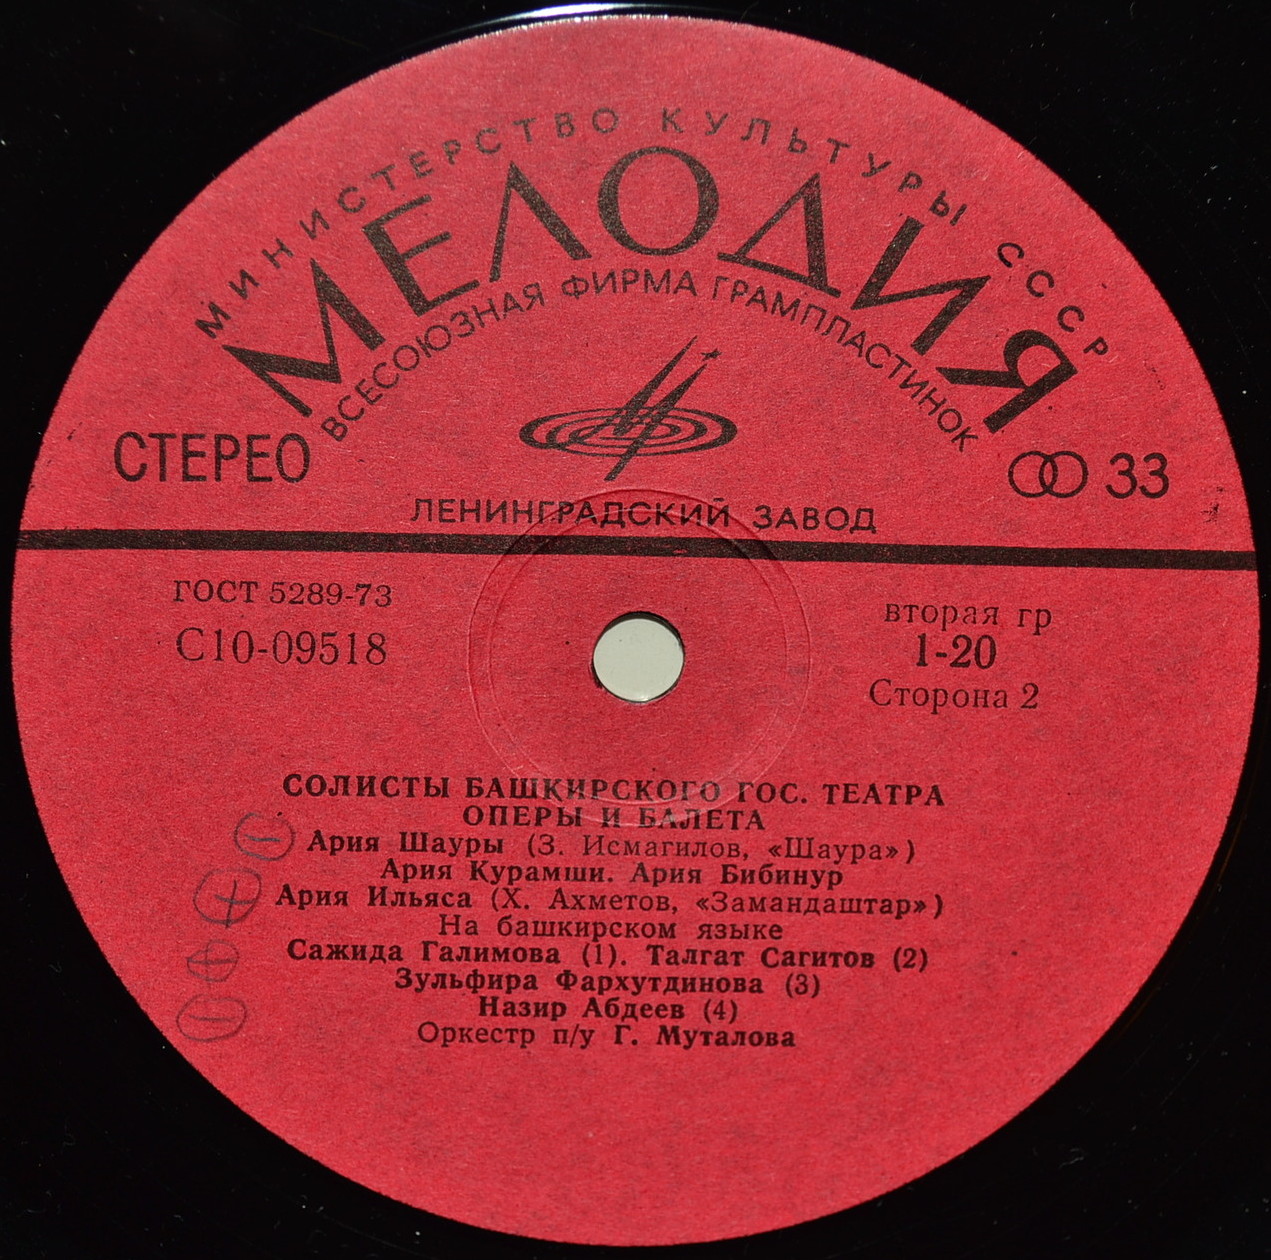 МИНИСТЕРСТВО КУЛЬТУРЫ СССР
МЕЛОДИЯ
ВСЕСОЮЗНАЯ ФИРМА ГРАМПЛАСТИНОК
СТЕРЕО
33
ЛЕНИНГРАДСКИЙ ЗАВОД
ГОСТ 5289-73
С10-09518
вторая гр
1-20
Сторона 2
СОЛИСТЫ БАШКИРСКОГО ГОС. ТЕАТРА
ОПЕРЫ И БАЛЕТА
Ария Шауры (З. Исмагилов, «Шаура»)
Ария Курамши. Ария Бибинур
Ария Ильяса (Х. Ахметов, «Замандаштар»)
На башкирском языке
Сажида Галимова (1). Талгат Сагитов (2)
Зульфира Фархутдинова (3)
Назир Абдеев (4)
Оркестр п/у Г. Муталова